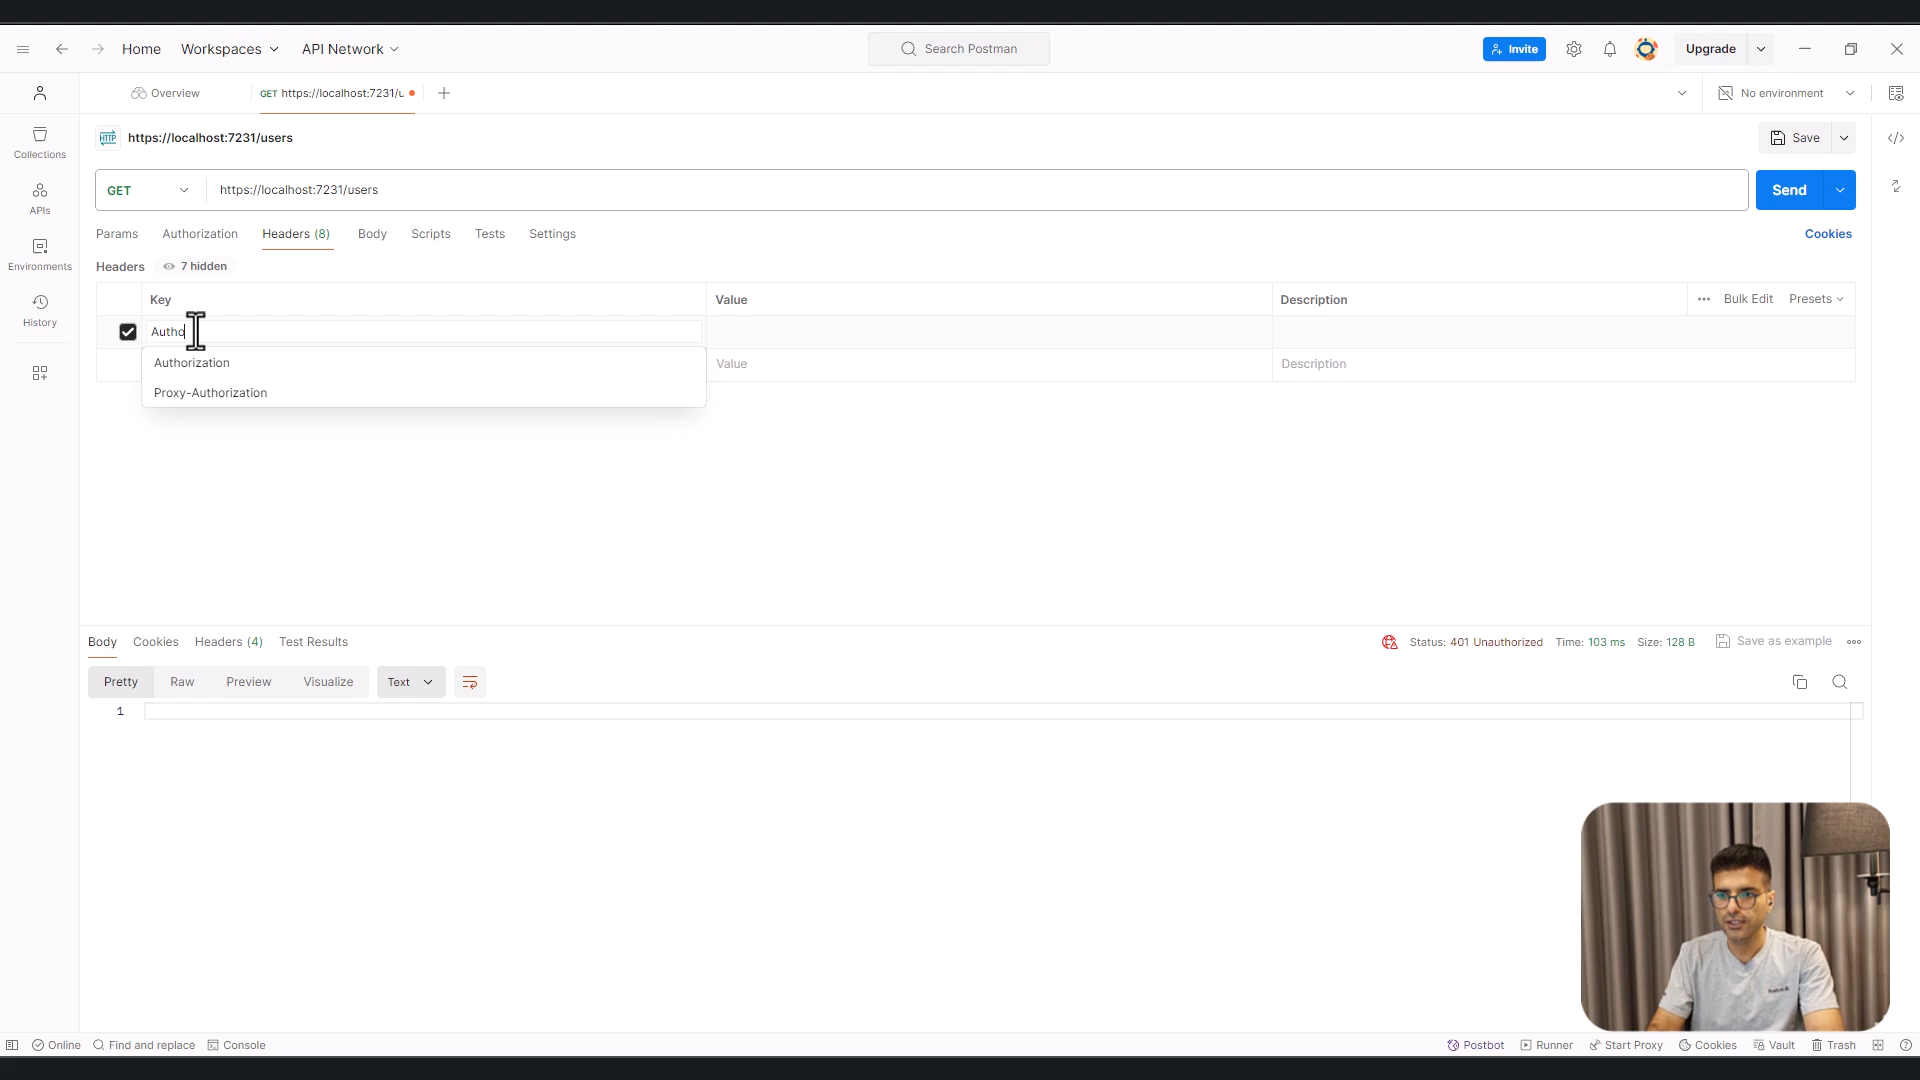 Home Workspaces API Network Search Postman Invite Upgrade
Overview GET https://localhost:7231/u No environment
HTTP https://localhost:7231/users Save
GET https://localhost:7231/users Send
Params Authorization Headers (8) Body Scripts Tests Settings Cookies
Headers 7 hidden
Key Value Description Bulk Edit Presets
Autho
Authorization Value Description
Proxy-Authorization
Collections
APIs
Environments
History
Body Cookies Headers (4) Test Results Status: 401 Unauthorized Time: 103 ms Size: 128 B Save as example
Pretty Raw Preview Visualize Text
1
Online Find and replace Console Postbot Runner Start Proxy Cookies Vault Trash